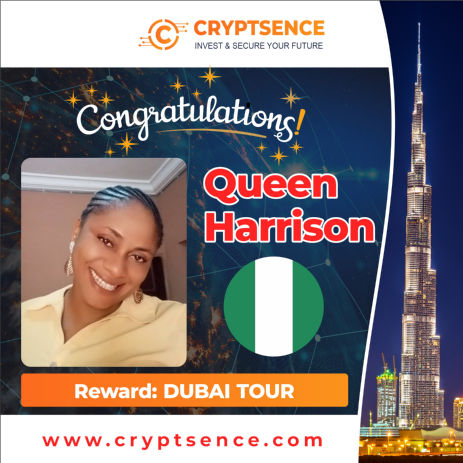 CRYPTSENCE
INVEST & SECURE YOUR FUTURE
Congratulations!
Queen
Harrison
Reward: DUBAI TOUR
www.cryptsence.com